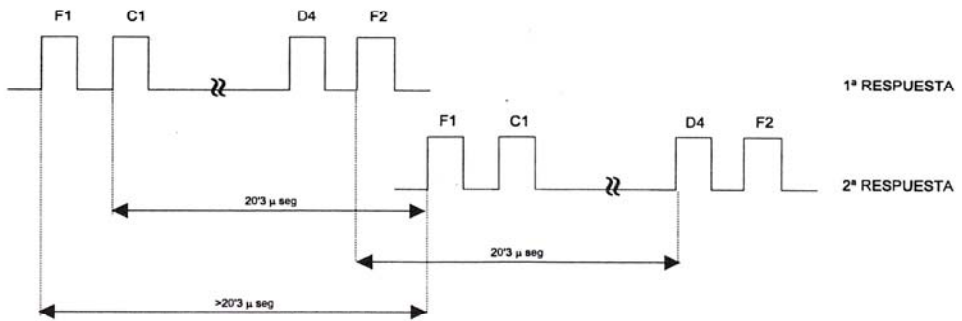 F1 C1 D4 F2
1ª RESPUESTA
F1 C1 D4 F2
2ª RESPUESTA
20'3 µ seg
20'3 µ seg
>20'3 µ seg